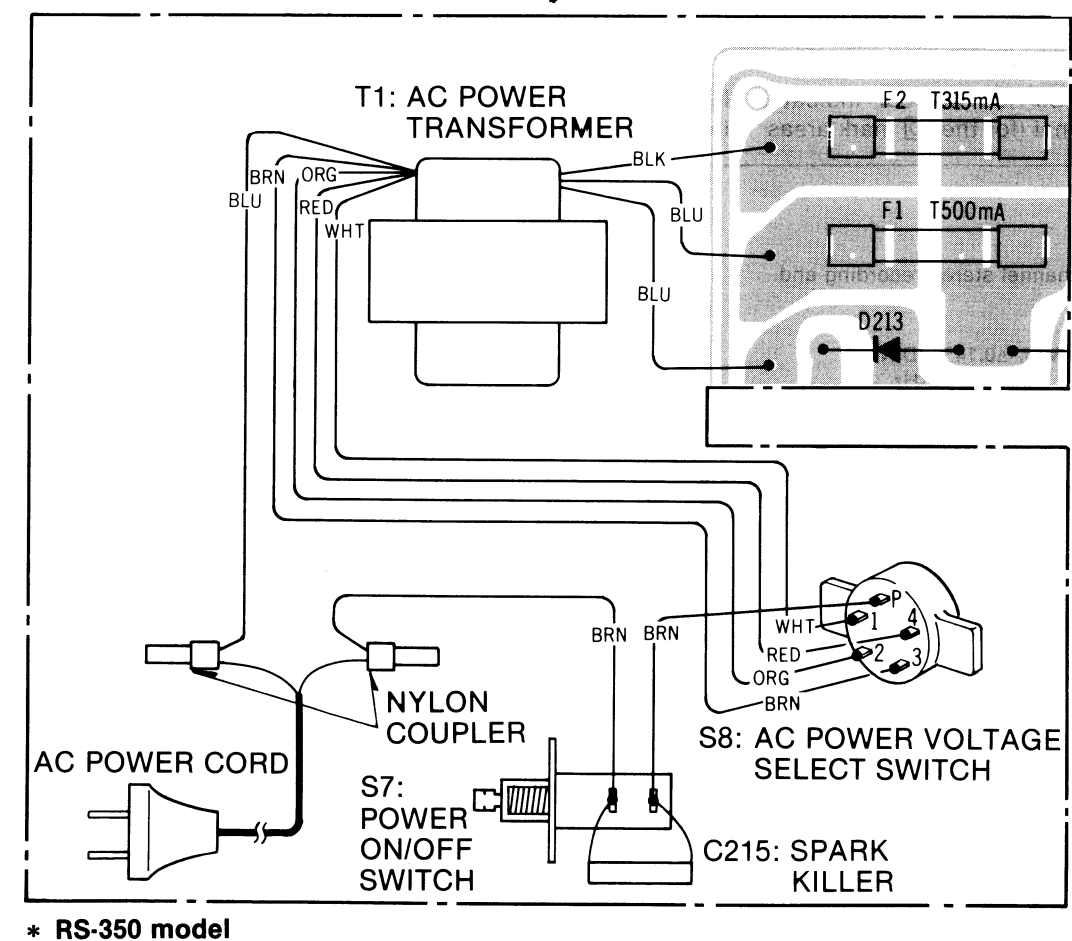 T1: AC POWER
TRANSFORMER
F2 T315mA
BLK
BRN
ORG
BLU
RED
BLU
F1 T500mA
WHT
BLU
D213
BRN BRN
P
1
4
WHT
RED
2
3
ORG
BRN
NYLON
COUPLER
S8: AC POWER VOLTAGE
SELECT SWITCH
AC POWER CORD
S7:
POWER
ON/OFF
SWITCH
C215: SPARK
KILLER
* RS-350 model